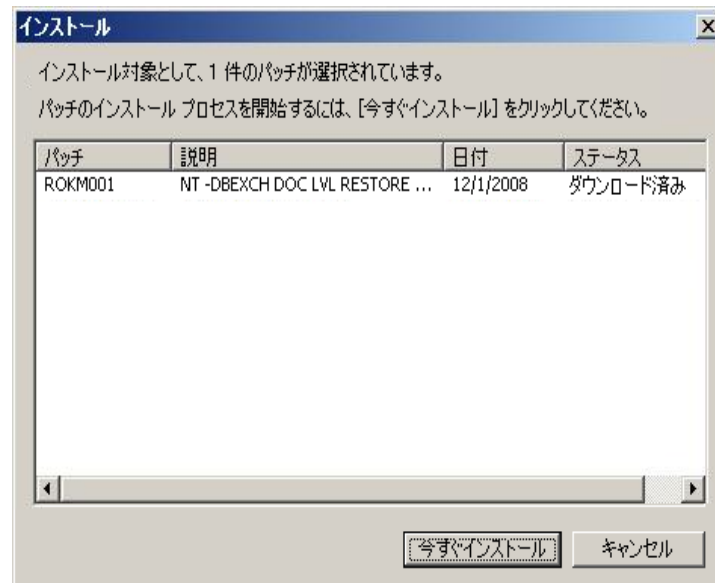 インストール
インストール対象として、1 件のパッチが選択されています。
パッチのインストール プロセスを開始するには、[今すぐインストール] をクリックしてください。
パッチ 説明 日付 ステータス
ROKM001 NT -DBEXCH DOC LVL RESTORE ... 12/1/2008 ダウンロード済み
今すぐインストール キャンセル